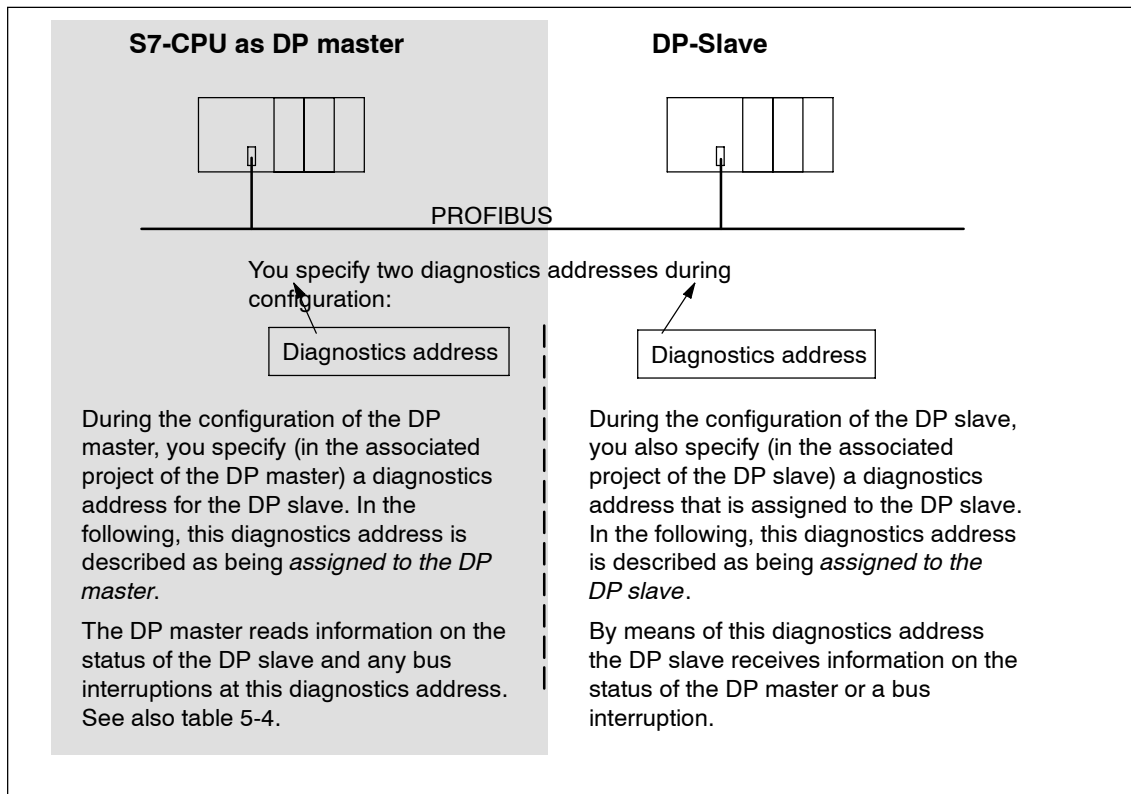 S7-CPU as DP master
DP-Slave
PROFIBUS
You specify two diagnostics addresses during
configuration:
Diagnostics address
Diagnostics address
During the configuration of the DP
master, you specify (in the associated
project of the DP master) a diagnostics
address for the DP slave. In the
following, this diagnostics address is
described as being assigned to the DP
master.
The DP master reads information on the
status of the DP slave and any bus
interruptions at this diagnostics address.
See also table 5-4.
During the configuration of the DP slave,
you also specify (in the associated
project of the DP slave) a diagnostics
address that is assigned to the DP slave.
In the following, this diagnostics address
is described as being assigned to the
DP slave.
By means of this diagnostics address
the DP slave receives information on the
status of the DP master or a bus
interruption.